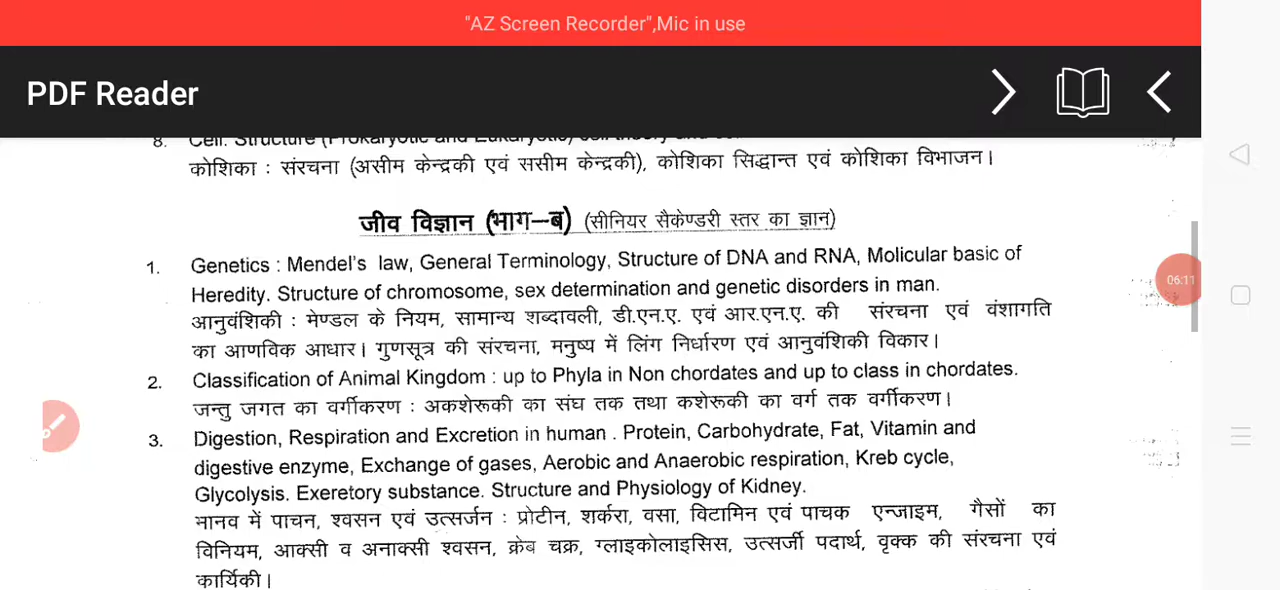 "AZ Screen Recorder",Mic in use
PDF Reader
8. Cell: Structure (Prokaryotic and Eukaryotic) cell theory and
कोशिका : संरचना (असीम केन्द्रकी एवं ससीम केन्द्रकी), कोशिका सिद्धान्त एवं कोशिका विभाजन।
जीव विज्ञान (भाग–ब) (सीनियर सैकेण्डरी स्तर का ज्ञान)
1. Genetics : Mendel's law, General Terminology, Structure of DNA and RNA, Molicular basic of
Heredity. Structure of chromosome, sex determination and genetic disorders in man.
आनुवंशिकी : मेण्डल के नियम, सामान्य शब्दावली, डी.एन.ए. एवं आर.एन.ए. की संरचना एवं वंशागति
का आणविक आधार। गुणसूत्र की संरचना, मनुष्य में लिंग निर्धारण एवं आनुवंशिकी विकार।
06:11
2. Classification of Animal Kingdom : up to Phyla in Non chordates and up to class in chordates.
जन्तु जगत का वर्गीकरण : अकशेरूकी का संघ तक तथा कशेरूकी का वर्ग तक वर्गीकरण।
3. Digestion, Respiration and Excretion in human . Protein, Carbohydrate, Fat, Vitamin and
digestive enzyme, Exchange of gases, Aerobic and Anaerobic respiration, Kreb cycle,
Glycolysis. Exeretory substance. Structure and Physiology of Kidney.
मानव में पाचन, श्वसन एवं उत्सर्जन : प्रोटीन, शर्करा, वसा, विटामिन एवं पाचक एन्जाइम, गैसों का
विनियम, आक्सी व अनाक्सी श्वसन, क्रेब चक्र, ग्लाइकोलाइसिस, उत्सर्जी पदार्थ, वृक्क की संरचना एवं
कार्यिकी।